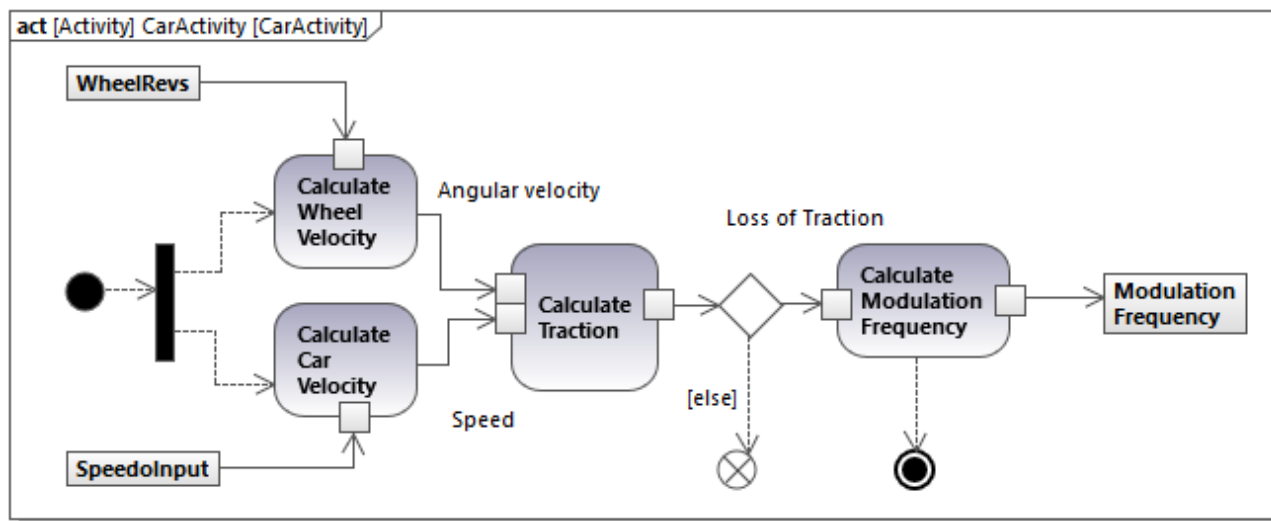 act [Activity] CarActivity [CarActivity]
WheelRevs
Calculate
Wheel
Velocity
Angular velocity
Loss of Traction
Calculate
Car
Velocity
Calculate
Traction
Calculate
Modulation
Frequency
Modulation
Frequency
[else]
Speed
SpeedoInput